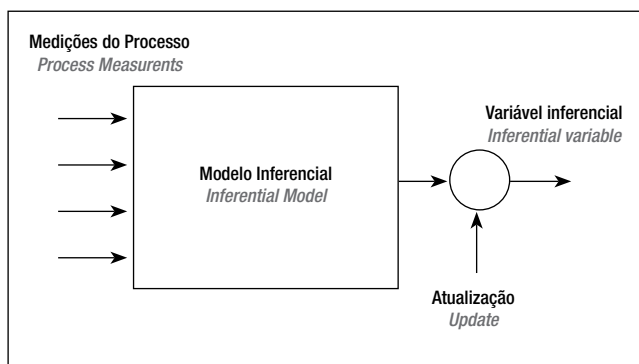 Medições do Processo
Process Measurents
Modelo Inferencial
Inferential Model
Variável inferencial
Inferential variable
Atualização
Update